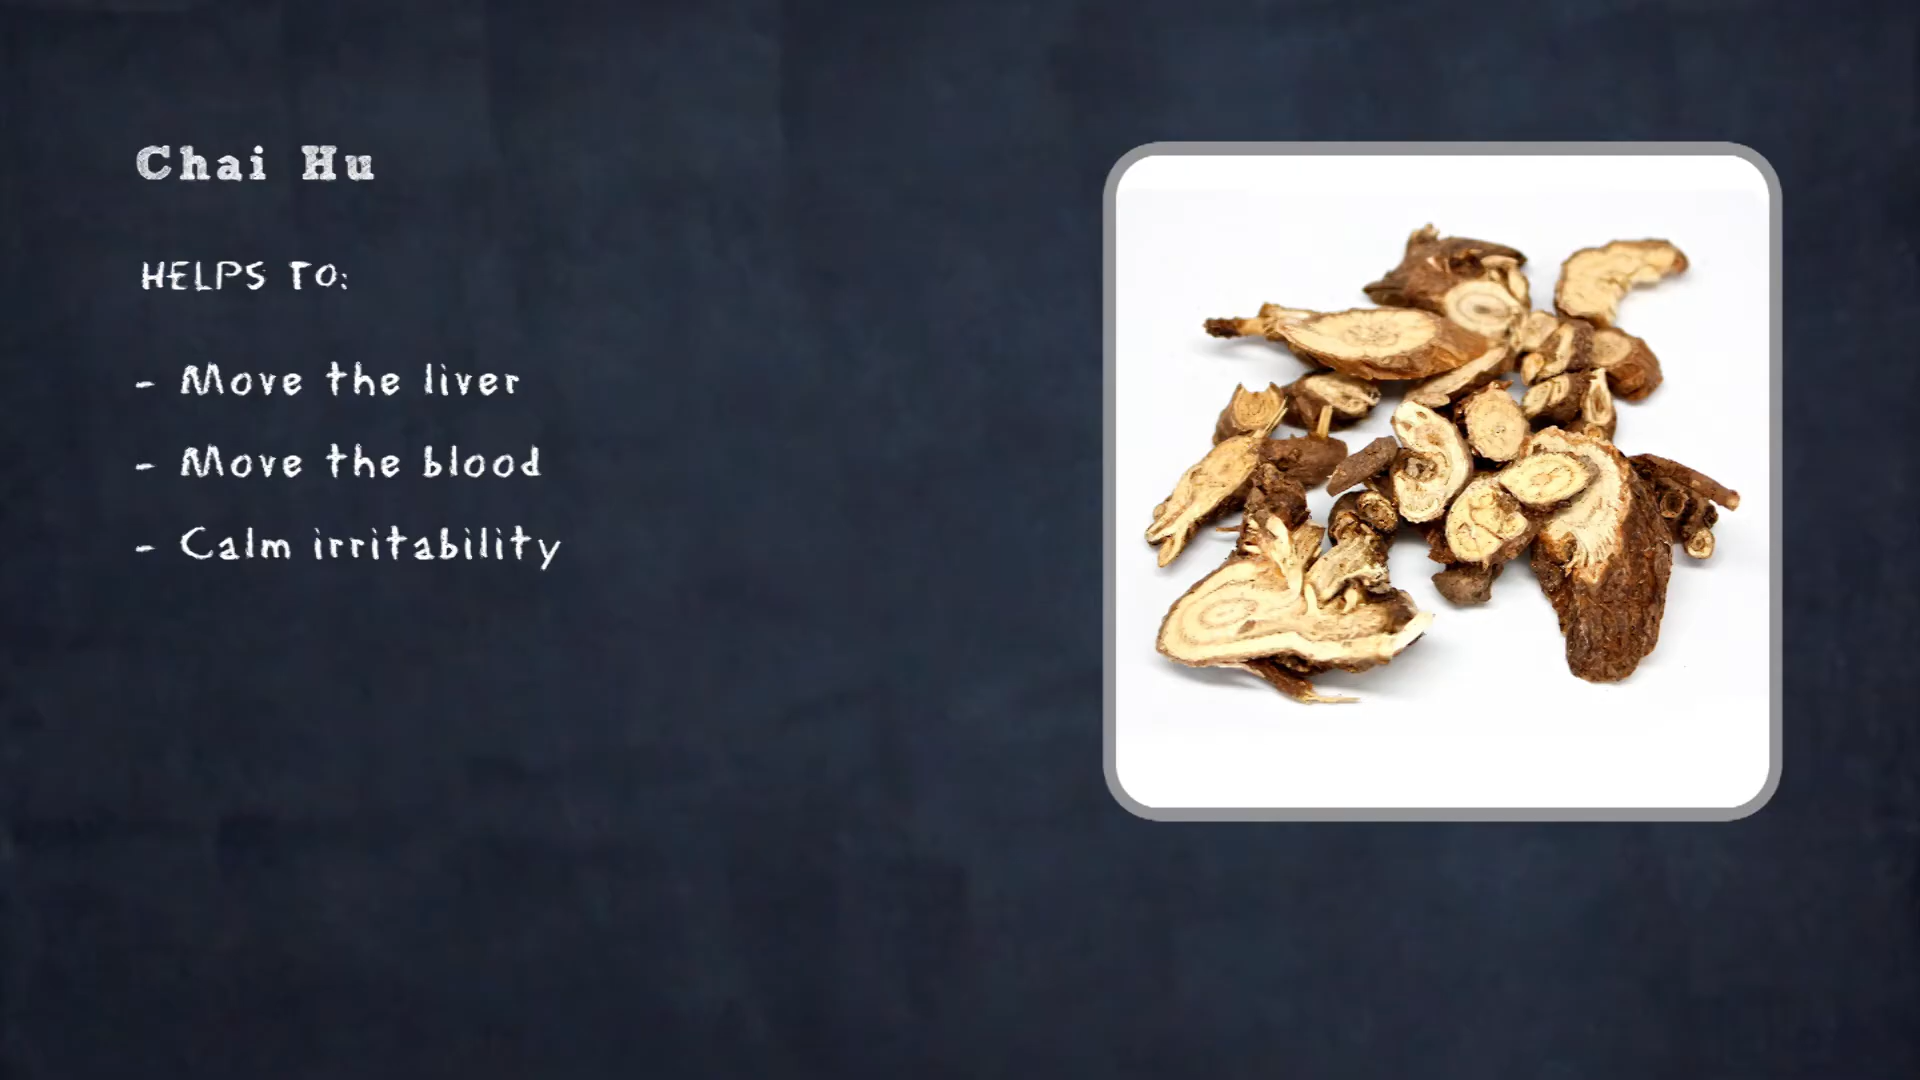 Chai Hu
HELPS TO:
- Move the liver
- Move the blood
- Calm irritability